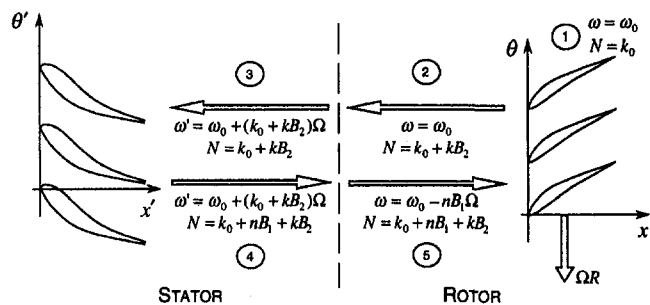 θ′
x′
3
ω' = ω₀ + (k₀ + kB₂)Ω
N = k₀ + kB₂
ω' = ω₀ + (k₀ + kB₂)Ω
N = k₀ + nB₁ + kB₂
4
STATOR
2
ω = ω₀
N = k₀ + kB₂
ω = ω₀ − nB₁Ω
N = k₀ + nB₁ + kB₂
5
ROTOR
θ
1
ω = ω₀
N = k₀
x
ΩR